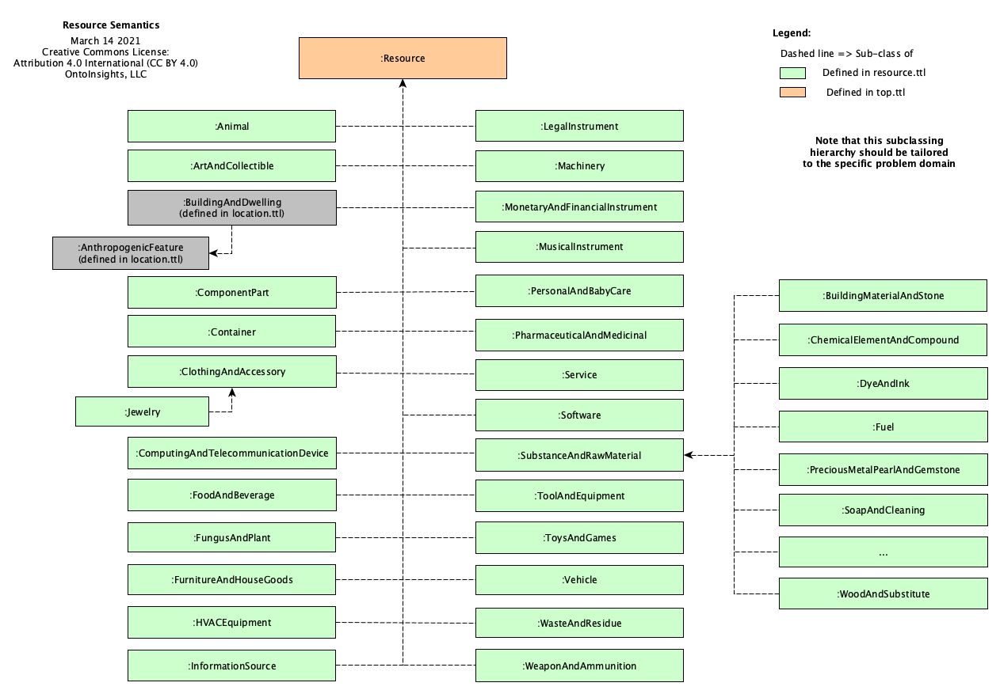 Resource Semantics
March 14 2021
Creative Commons License:
Attribution 4.0 International (CC BY 4.0)
OntoInsights, LLC
:Resource
Legend:
Dashed line => Sub-class of
Defined in resource.ttl
Defined in top.ttl
Note that this subclassing
hierarchy should be tailored
to the specific problem domain
:Animal
:ArtAndCollectible
:BuildingAndDwelling
(defined in location.ttl)
:AnthropogenicFeature
(defined in location.ttl)
:ComponentPart
:Container
:ClothingAndAccessory
:Jewelry
:ComputingAndTelecommunicationDevice
:FoodAndBeverage
:FungusAndPlant
:FurnitureAndHouseGoods
:HVACEquipment
:InformationSource
:LegalInstrument
:Machinery
:MonetaryAndFinancialInstrument
:MusicalInstrument
:PersonalAndBabyCare
:PharmaceuticalAndMedicinal
:Service
:Software
:SubstanceAndRawMaterial
:ToolAndEquipment
:ToysAndGames
:Vehicle
:WasteAndResidue
:WeaponAndAmmunition
:BuildingMaterialAndStone
:ChemicalElementAndCompound
:DyeAndInk
:Fuel
:PreciousMetalPearlAndGemstone
:SoapAndCleaning
...
:WoodAndSubstitute